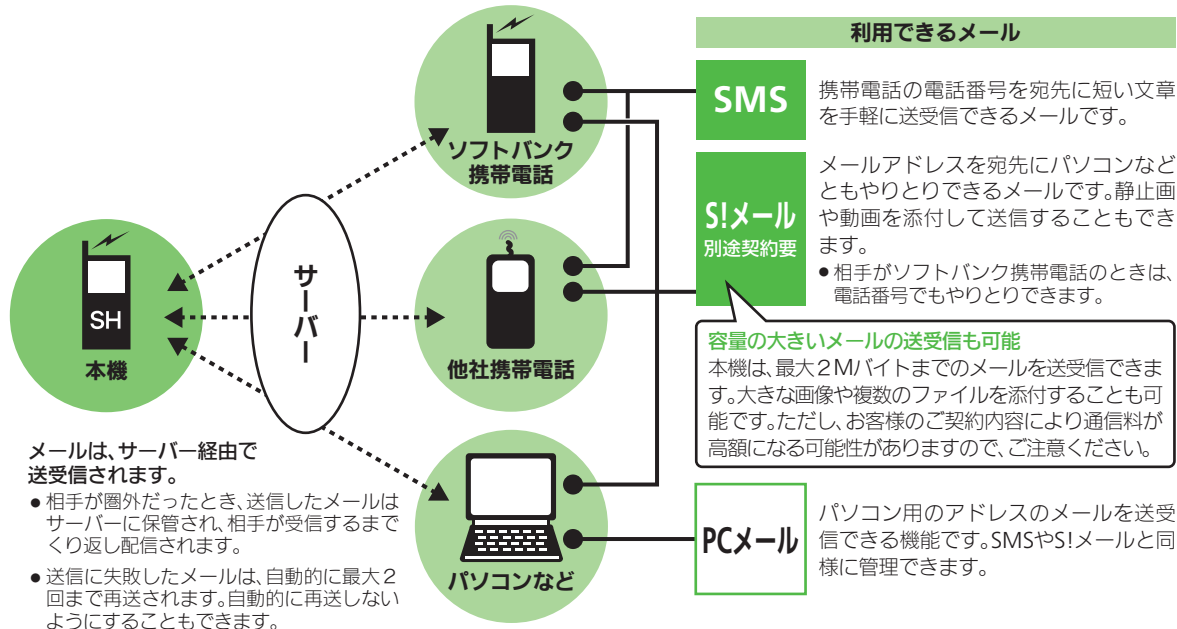 利用できるメール
SMS
携帯電話の電話番号を宛先に短い文章
を手軽に送受信できるメールです。
ソフトバンク
携帯電話
S!メール
別途契約要
メールアドレスを宛先にパソコンなど
ともやりとりできるメールです。静止画
や動画を添付して送信することもでき
ます。
●相手がソフトバンク携帯電話のときは、
電話番号でもやりとりできます。
サーバー
SH
本機
他社携帯電話
容量の大きいメールの送受信も可能
本機は、最大2Mバイトまでのメールを送受信できま
す。大きな画像や複数のファイルを添付することも可
能です。ただし、お客様のご契約内容により通信料が
高額になる可能性がありますので、ご注意ください。
メールは、サーバー経由で
送受信されます。
●相手が圏外だったとき、送信したメールは
サーバーに保管され、相手が受信するまで
くり返し配信されます。
●送信に失敗したメールは、自動的に最大2
回まで再送されます。自動的に再送しない
ようにすることもできます。
パソコンなど
PCメール
パソコン用のアドレスのメールを送受
信できる機能です。SMSやS!メールと同
様に管理できます。